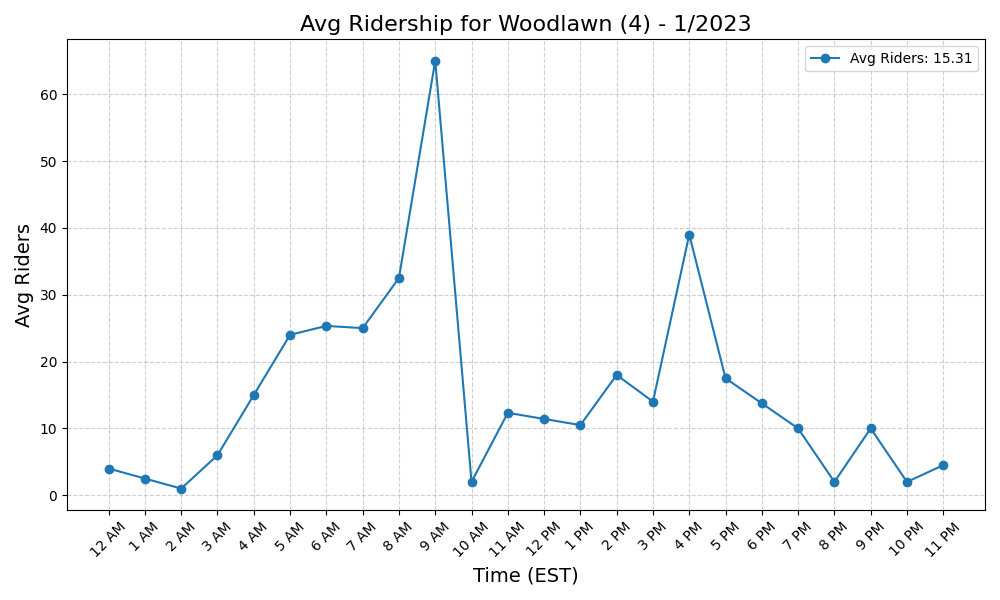 Avg Ridership for Woodlawn (4) - 1/2023
Avg Riders: 15.31
Avg Riders
60
50
40
30
20
10
0
12 AM
1 AM
2 AM
3 AM
4 AM
5 AM
6 AM
7 AM
8 AM
9 AM
10 AM
11 AM
12 PM
1 PM
2 PM
3 PM
4 PM
5 PM
6 PM
7 PM
8 PM
9 PM
10 PM
11 PM
Time (EST)